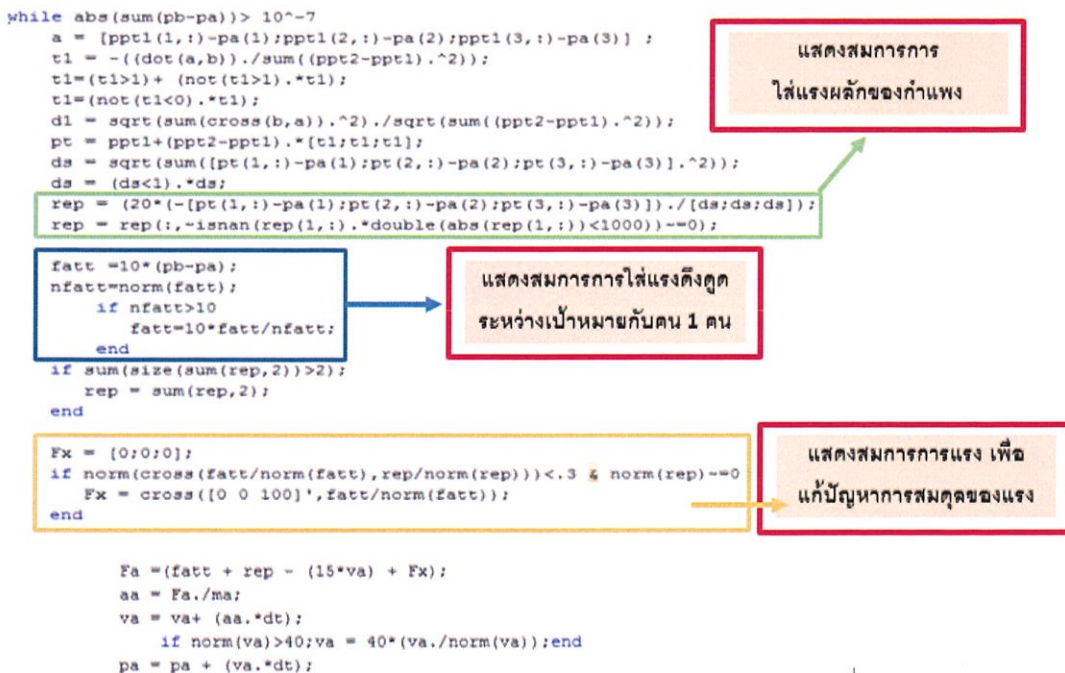 while abs(sum(pb-pa))> 10^-7
a = [ppt1(1,:)-pa(1);ppt1(2,:)-pa(2);ppt1(3,:)-pa(3)] ;
t1 = -((dot(a,b))./sum((ppt2-ppt1).^2));
t1=(t1>1)+ (not(t1>1).*t1);
t1=(not(t1<0).*t1);
d1 = sqrt(sum(cross(b,a)).^2)./sqrt(sum((ppt2-ppt1).^2));
pt = ppt1+(ppt2-ppt1).*[t1;t1;t1];
ds = sqrt(sum([pt(1,:)-pa(1);pt(2,:)-pa(2);pt(3,:)-pa(3)].^2));
ds = (ds<1).*ds;
rep = (20*(-[pt(1,:)-pa(1);pt(2,:)-pa(2);pt(3,:)-pa(3)])./[ds;ds;ds]);
rep = rep(:,~isnan(rep(1,:).*double(abs(rep(1,:))<1000))~=0);
แสดงสมการการ
ใส่แรงผลักของกำแพง
fatt =10*(pb-pa);
nfatt=norm(fatt);
if nfatt>10
fatt=10*fatt/nfatt;
end
แสดงสมการการใส่แรงดึงดูด
ระหว่างเป้าหมายกับคน 1 คน
if sum(size(sum(rep,2))>2);
rep = sum(rep,2);
end
Fx = [0;0;0];
if norm(cross(fatt/norm(fatt),rep/norm(rep)))<.3 & norm(rep)~=0
Fx = cross([0 0 100]',fatt/norm(fatt));
end
แสดงสมการการแรง เพื่อ
แก้ปัญหาการสมดุลของแรง
Fa =(fatt + rep - (15*va) + Fx);
aa = Fa./ma;
va = va+ (aa.*dt);
if norm(va)>40;va = 40*(va./norm(va));end
pa = pa + (va.*dt);